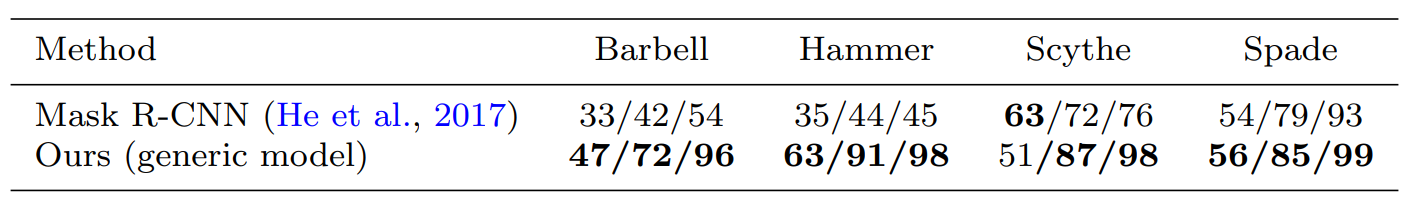 Method Barbell Hammer Scythe Spade
Mask R-CNN (He et al., 2017) 33/42/54 35/44/45 63/72/76 54/79/93
Ours (generic model) 47/72/96 63/91/98 51/87/98 56/85/99